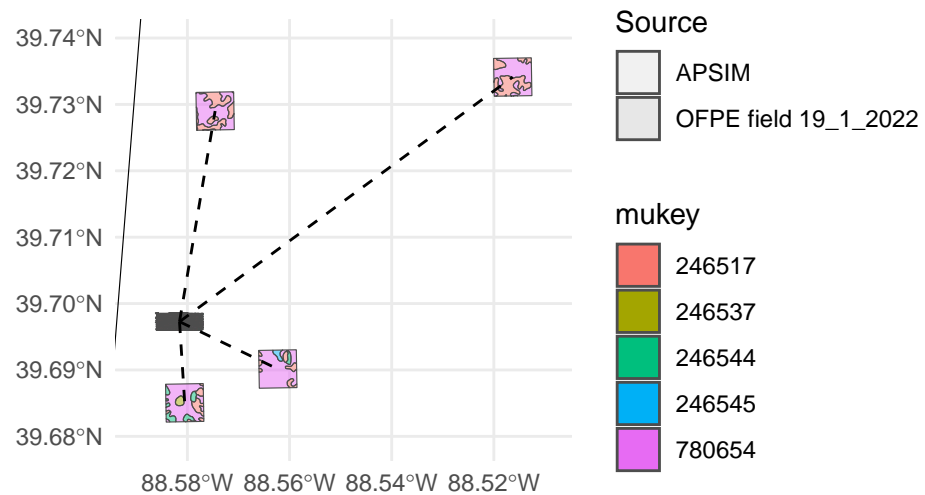 39.74°N
39.73°N
39.72°N
39.71°N
39.70°N
39.69°N
39.68°N
88.58°W 88.56°W 88.54°W 88.52°W
Source
APSIM
OFPE field 19_1_2022
mukey
246517
246537
246544
246545
780654